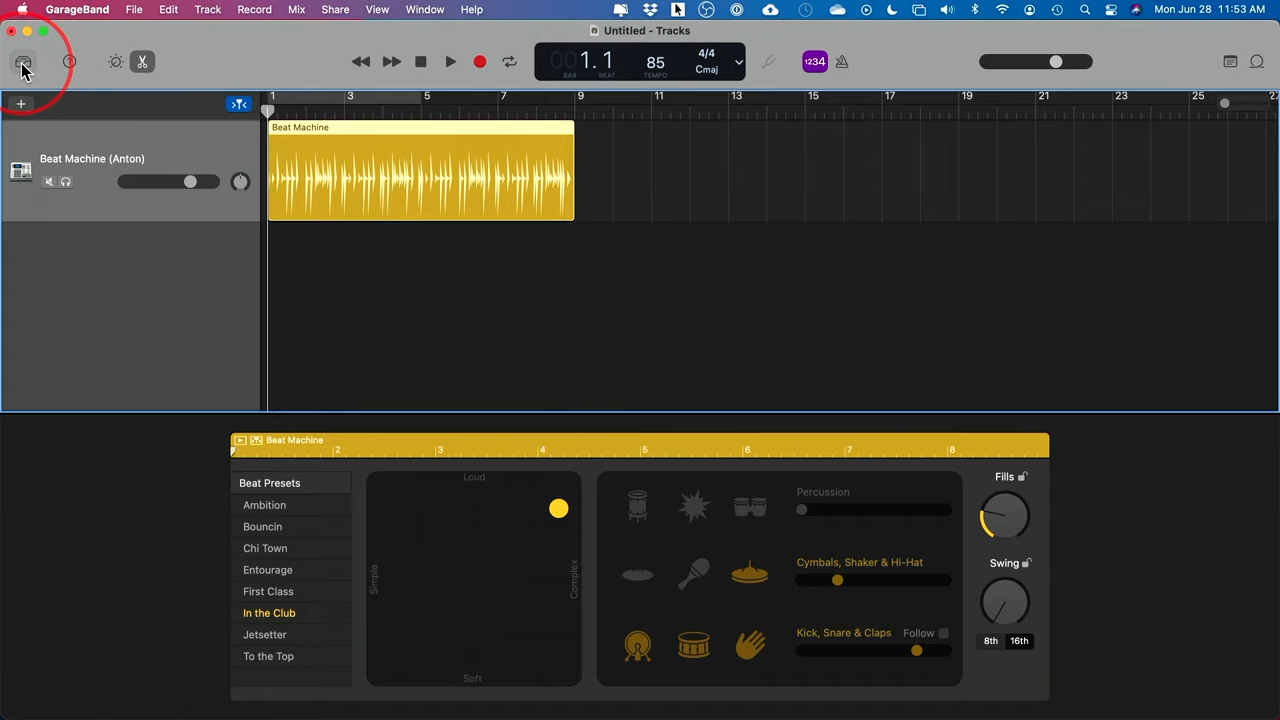 GarageBand File Edit Track Record Mix Share View Window Help Mon Jun 28 11:53 AM
Untitled - Tracks
001.1 85 4/4 Cmaj
BAR BEAT TEMPO
1234
1 3 5 7 9 11 13 15 17 19 21 23 25 27
Beat Machine
Beat Machine (Anton)
Beat Machine
2 3 4 5 6 7 8
Beat Presets
Ambition
Bouncin
Chi Town
Entourage
First Class
In the Club
Jetsetter
To the Top
Loud
Simple
Complex
Soft
Percussion
Cymbals, Shaker & Hi-Hat
Kick, Snare & Claps Follow
Fills
Swing
8th 16th